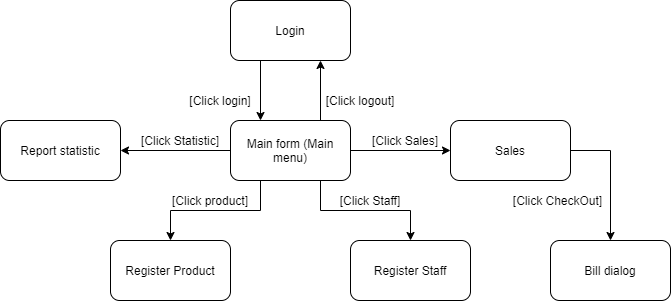 Login
[Click login]
[Click logout]
Report statistic
[Click Statistic]
Main form (Main
menu)
[Click Sales]
Sales
[Click product]
[Click Staff]
[Click CheckOut]
Register Product
Register Staff
Bill dialog